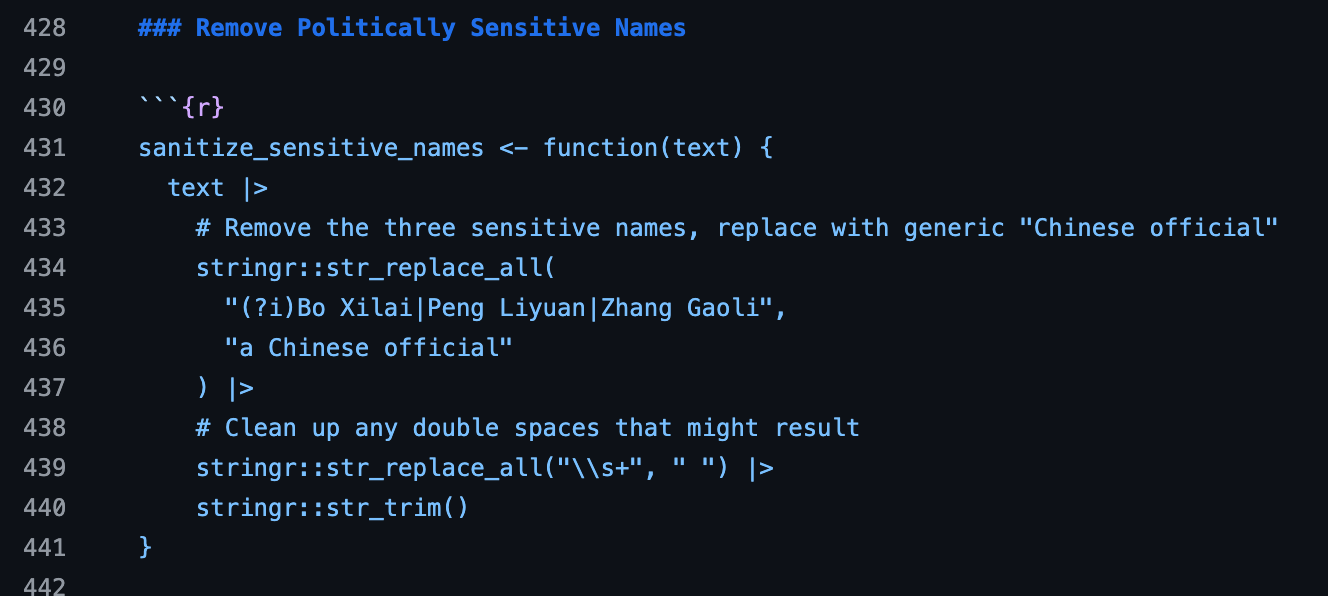 428 ### Remove Politically Sensitive Names
429
430 ```{r}
431 sanitize_sensitive_names <- function(text) {
432   text |>
433     # Remove the three sensitive names, replace with generic "Chinese official"
434     stringr::str_replace_all(
435       "(?i)Bo Xilai|Peng Liyuan|Zhang Gaoli",
436       "a Chinese official"
437     ) |>
438     # Clean up any double spaces that might result
439     stringr::str_replace_all("\\s+", " ") |>
440     stringr::str_trim()
441 }
442